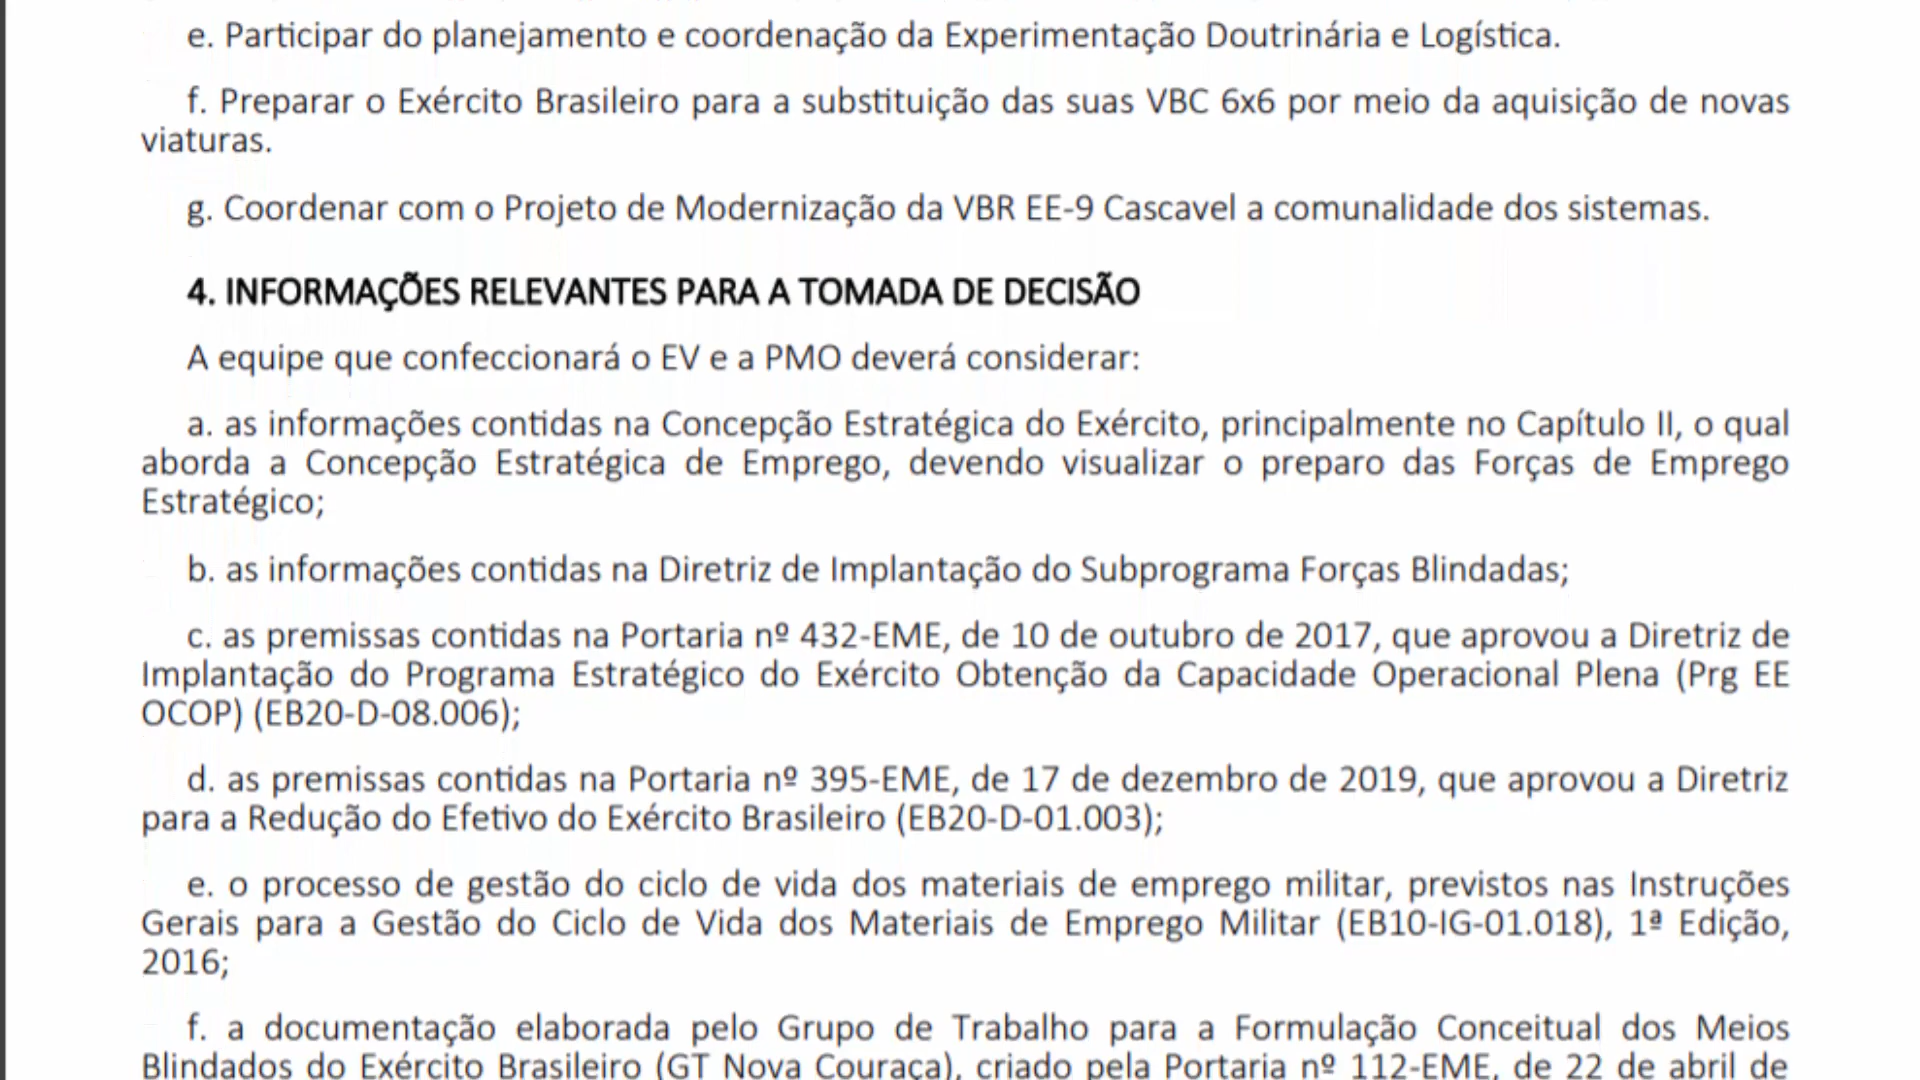 e. Participar do planejamento e coordenação da Experimentação Doutrinária e Logística.
f. Preparar o Exército Brasileiro para a substituição das suas VBC 6x6 por meio da aquisição de novas
viaturas.
g. Coordenar com o Projeto de Modernização da VBR EE-9 Cascavel a comunalidade dos sistemas.
4. INFORMAÇÕES RELEVANTES PARA A TOMADA DE DECISÃO
A equipe que confeccionará o EV e a PMO deverá considerar:
a. as informações contidas na Concepção Estratégica do Exército, principalmente no Capítulo II, o qual
aborda a Concepção Estratégica de Emprego, devendo visualizar o preparo das Forças de Emprego
Estratégico;
b. as informações contidas na Diretriz de Implantação do Subprograma Forças Blindadas;
c. as premissas contidas na Portaria nº 432-EME, de 10 de outubro de 2017, que aprovou a Diretriz de
Implantação do Programa Estratégico do Exército Obtenção da Capacidade Operacional Plena (Prg EE
OCOP) (EB20-D-08.006);
d. as premissas contidas na Portaria nº 395-EME, de 17 de dezembro de 2019, que aprovou a Diretriz
para a Redução do Efetivo do Exército Brasileiro (EB20-D-01.003);
e. o processo de gestão do ciclo de vida dos materiais de emprego militar, previstos nas Instruções
Gerais para a Gestão do Ciclo de Vida dos Materiais de Emprego Militar (EB10-IG-01.018), 1ª Edição,
2016;
f. a documentação elaborada pelo Grupo de Trabalho para a Formulação Conceitual dos Meios
Blindados do Exército Brasileiro (GT Nova Couraça), criado pela Portaria nº 112-EME, de 22 de abril de